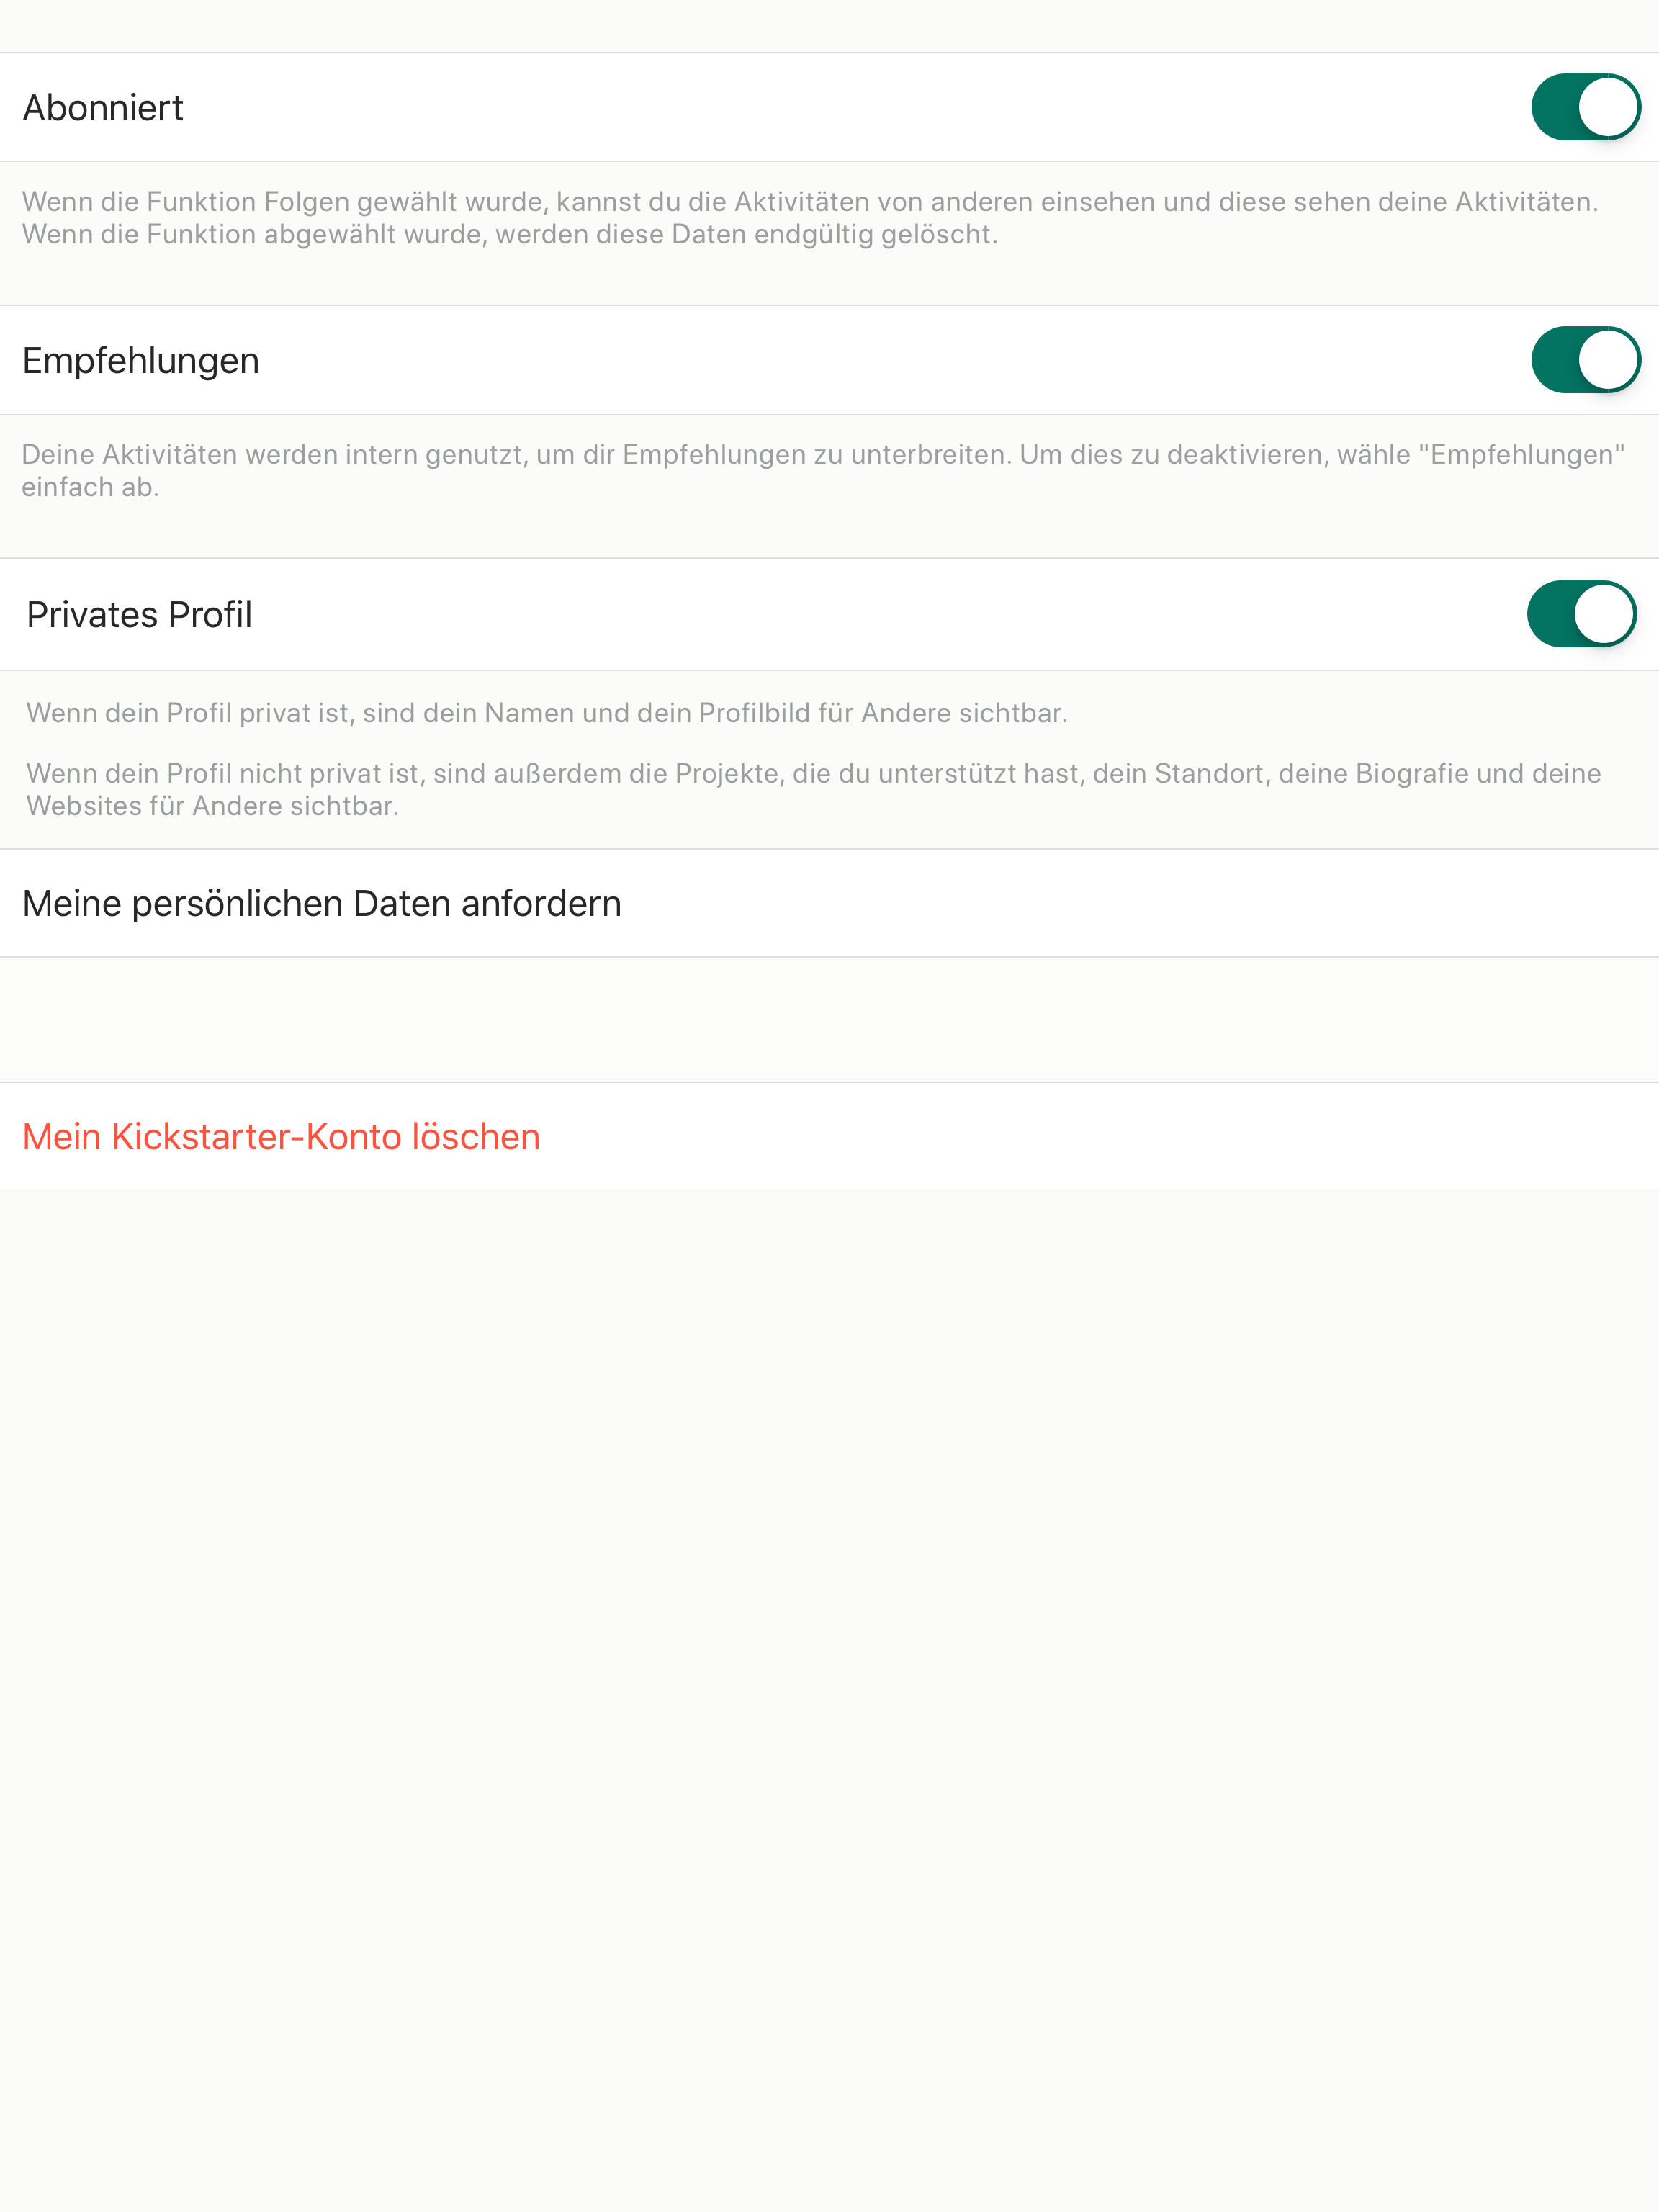 Abonniert
Wenn die Funktion Folgen gewählt wurde, kannst du die Aktivitäten von anderen einsehen und diese sehen deine Aktivitäten.
Wenn die Funktion abgewählt wurde, werden diese Daten endgültig gelöscht.
Empfehlungen
Deine Aktivitäten werden intern genutzt, um dir Empfehlungen zu unterbreiten. Um dies zu deaktivieren, wähle "Empfehlungen"
einfach ab.
Privates Profil
Wenn dein Profil privat ist, sind dein Namen und dein Profilbild für Andere sichtbar.
Wenn dein Profil nicht privat ist, sind außerdem die Projekte, die du unterstützt hast, dein Standort, deine Biografie und deine
Websites für Andere sichtbar.
Meine persönlichen Daten anfordern
Mein Kickstarter-Konto löschen